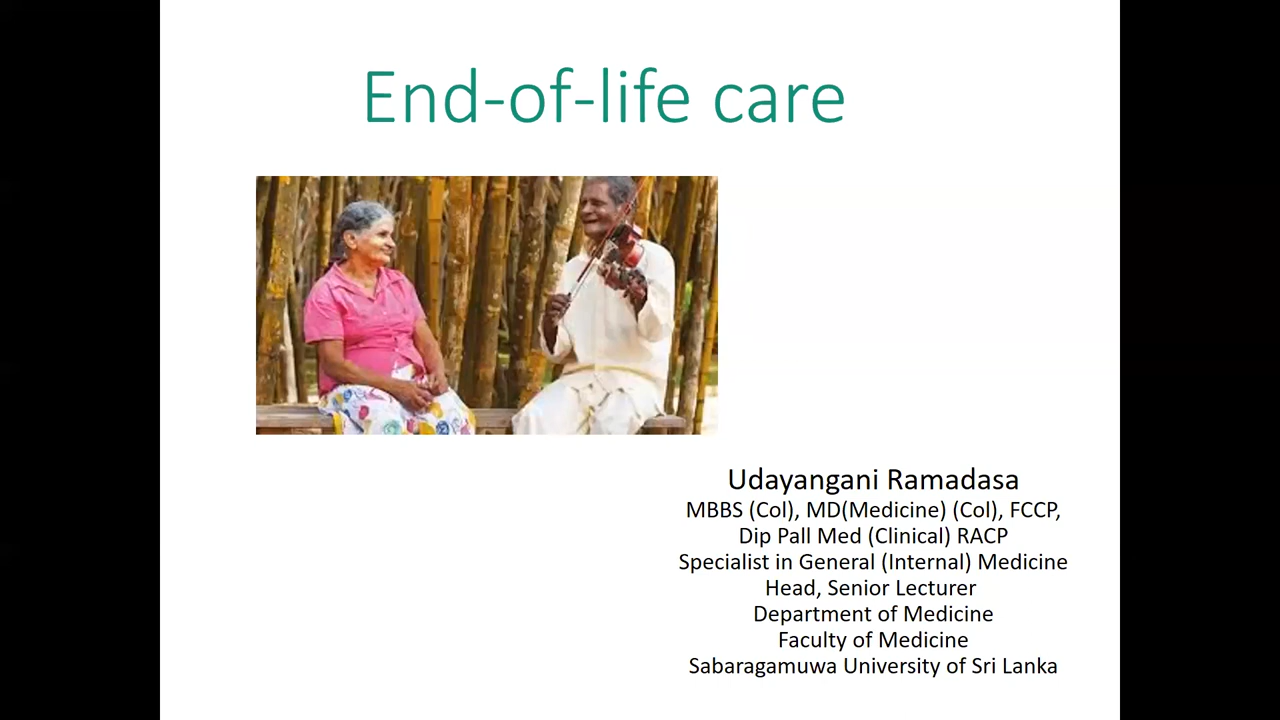 End-of-life care
Udayangani Ramadasa
MBBS (Col), MD(Medicine) (Col), FCCP,
Dip Pall Med (Clinical) RACP
Specialist in General (Internal) Medicine
Head, Senior Lecturer
Department of Medicine
Faculty of Medicine
Sabaragamuwa University of Sri Lanka